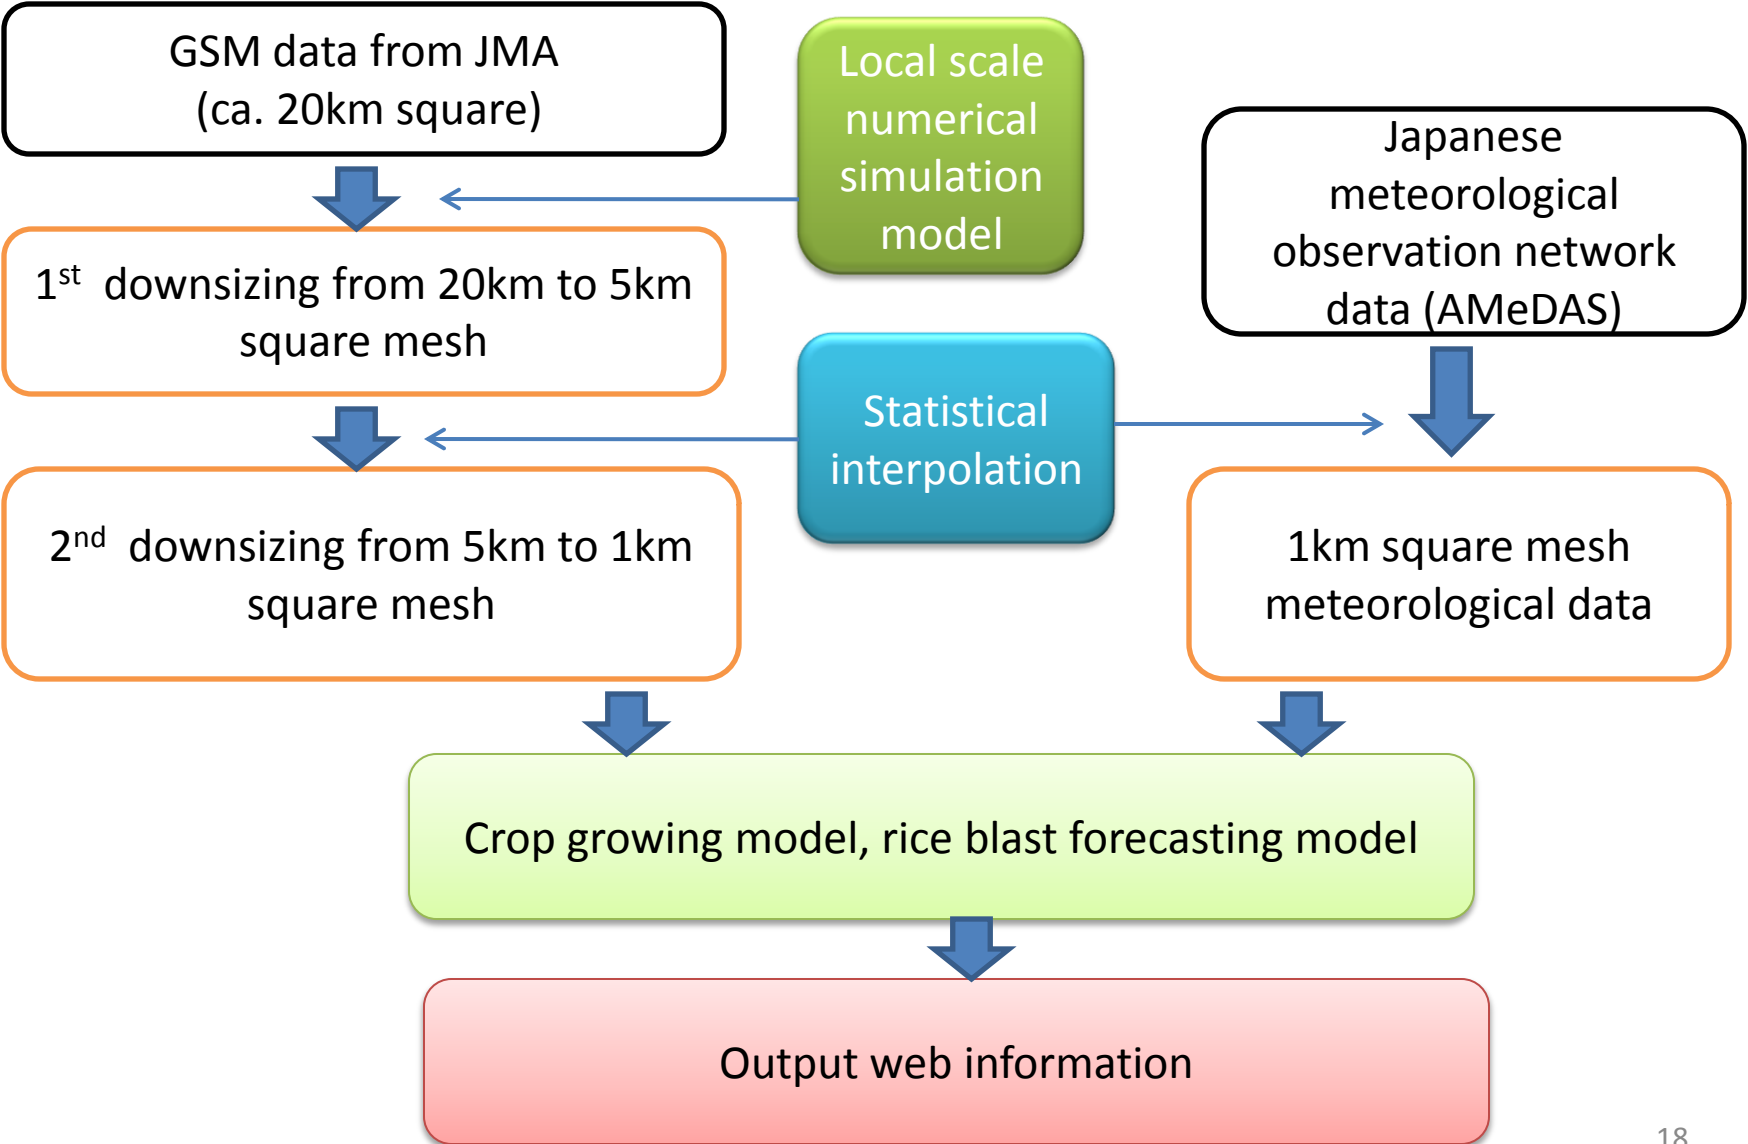 GSM data from JMA
(ca. 20km square)
Local scale
numerical
simulation
model
Japanese
meteorological
observation network
data (AMeDAS)
1st downsizing from 20km to 5km
square mesh
Statistical
interpolation
2nd downsizing from 5km to 1km
square mesh
1km square mesh
meteorological data
Crop growing model, rice blast forecasting model
Output web information
18